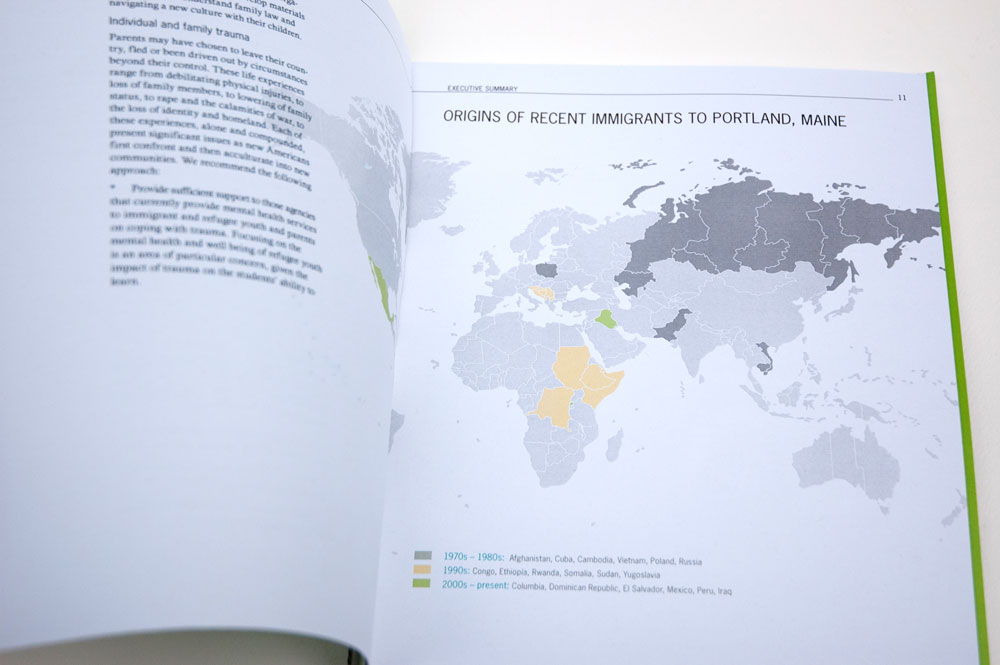 navigating a new culture with their children.
Individual and family trauma
Parents may have chosen to leave their coun-
try, fled or been driven out by circumstances
beyond their control. These life experiences
range from debilitating physical injuries, to
loss of family members, to lowering of family
status, to rape and the calamities of war, to
the loss of identity and homeland. Each of
these experiences, alone and compounded,
present significant issues as new Americans
first confront and then acculturate into new
communities. We recommend the following
approach:
Provide sufficient support to those agencies
that currently provide mental health services
to immigrant and refugee youth and parents
on coping with trauma. Focusing on the
mental health and well being of refugee youth
is an area of particular concern, given the
impact of trauma on the students' ability to
learn.
EXECUTIVE SUMMARY
11
ORIGINS OF RECENT IMMIGRANTS TO PORTLAND, MAINE
1970s – 1980s: Afghanistan, Cuba, Cambodia, Vietnam, Poland, Russia
1990s: Congo, Ethiopia, Rwanda, Somalia, Sudan, Yugoslavia
2000s – present: Columbia, Dominican Republic, El Salvador, Mexico, Peru, Iraq